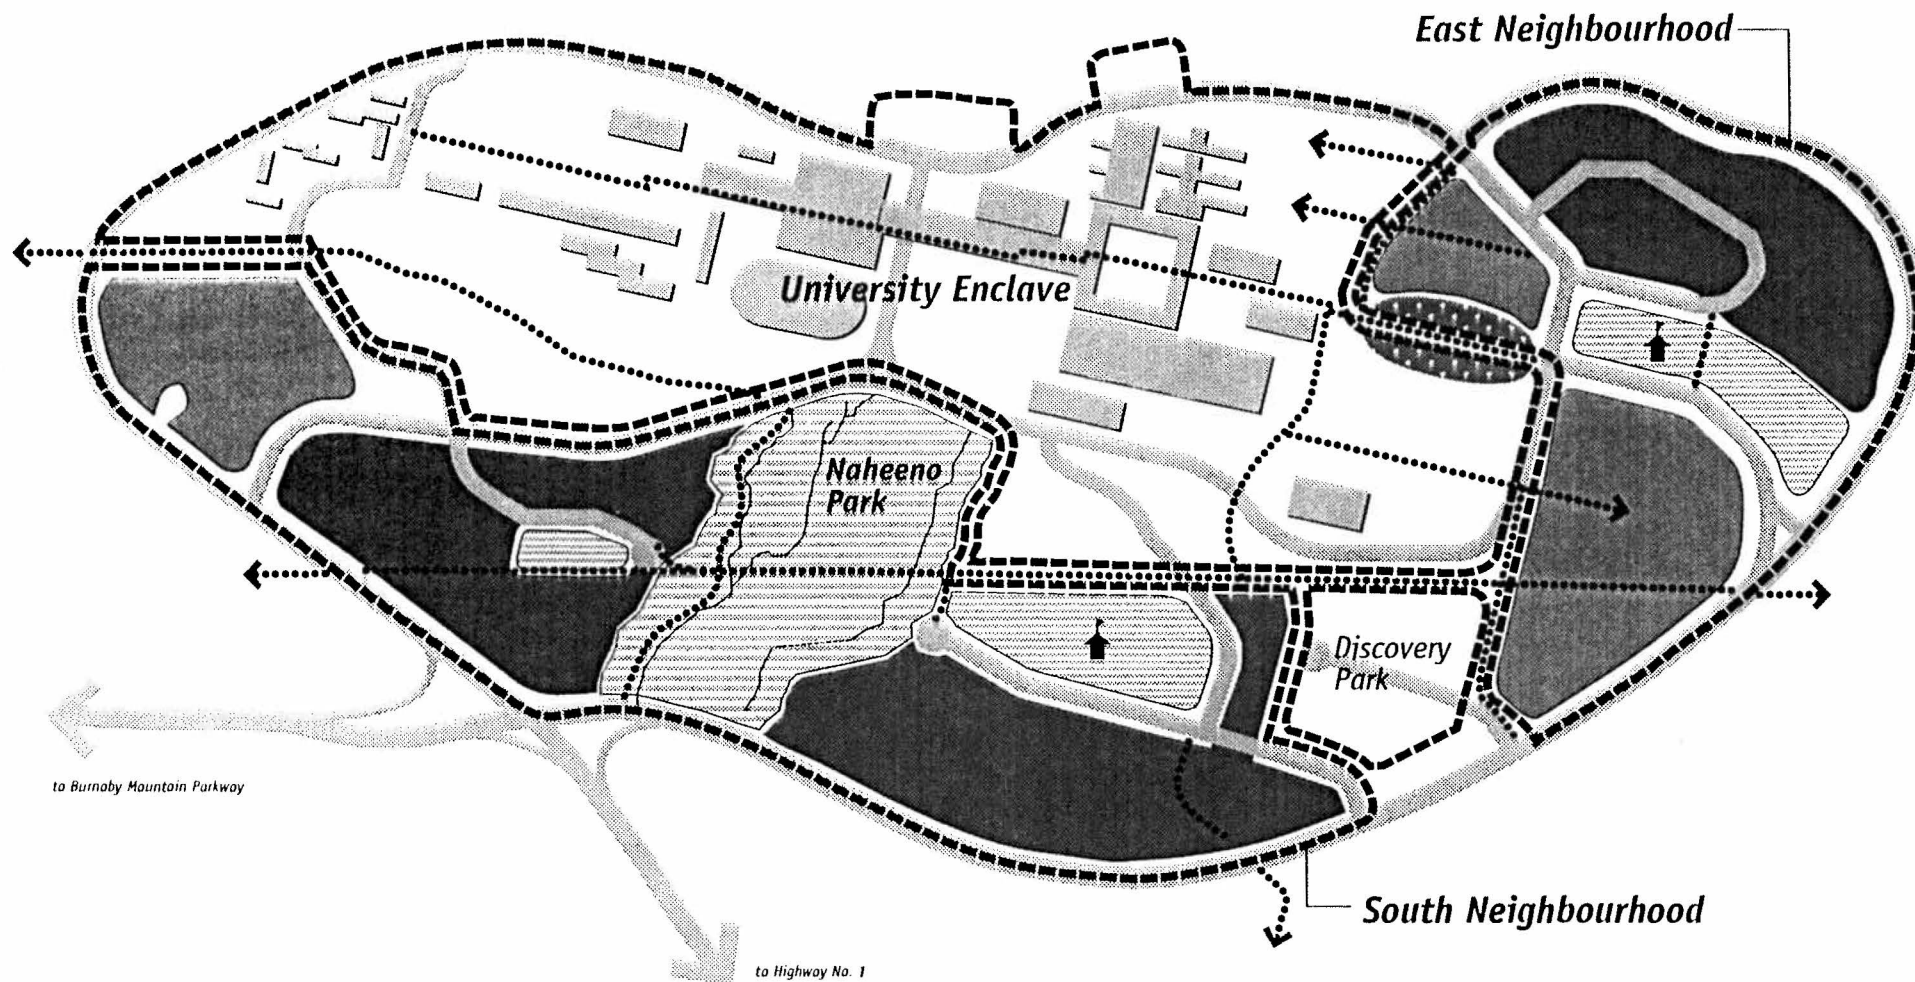 East Neighbourhood
University Enclave
Naheeno
Park
Discovery
Park
to Burnaby Mountain Parkway
South Neighbourhood
to Highway No. 1